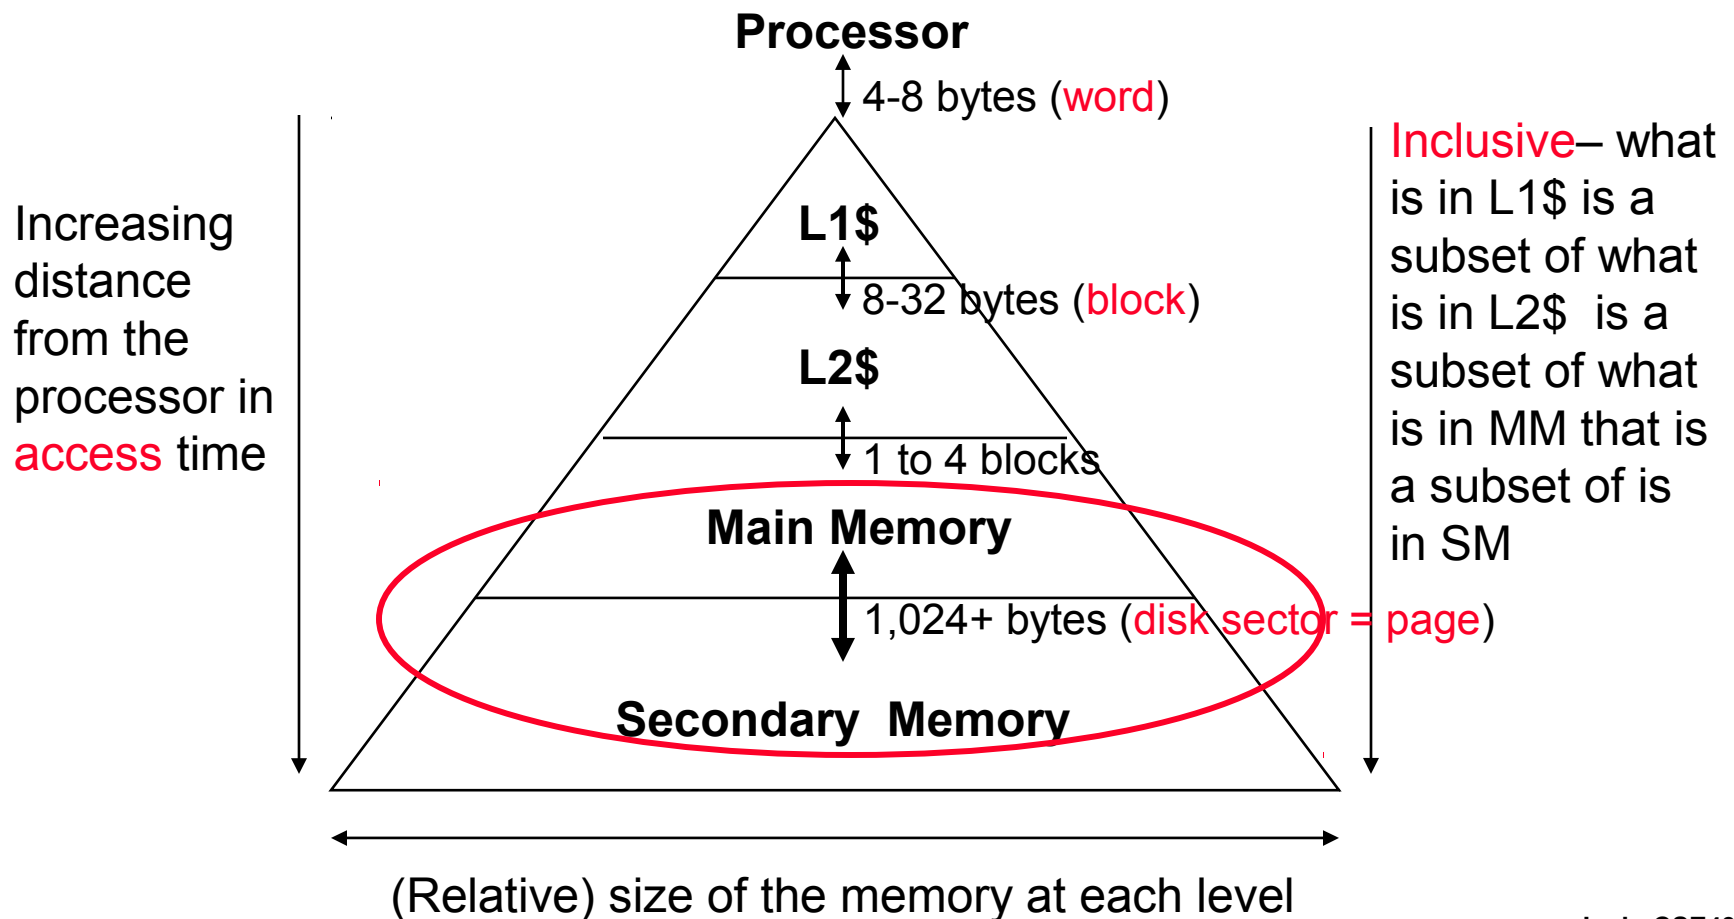 Processor
4-8 bytes (word)
Increasing
distance
from the
processor in
access time
L1$
8-32 bytes (block)
L2$
1 to 4 blocks
Main Memory
1,024+ bytes (disk sector = page)
Secondary Memory
Inclusive– what
is in L1$ is a
subset of what
is in L2$ is a
subset of what
is in MM that is
a subset of is
in SM
(Relative) size of the memory at each level